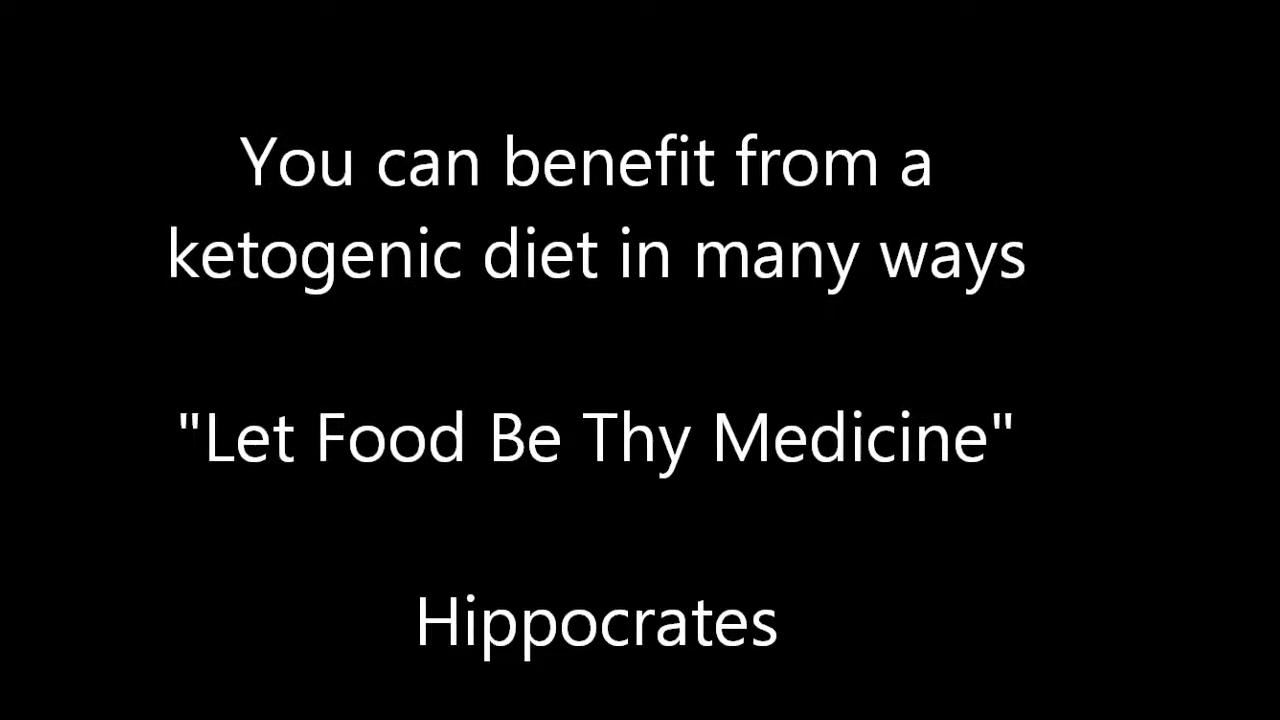 You can benefit from a
ketogenic diet in many ways
"Let Food Be Thy Medicine"
Hippocrates